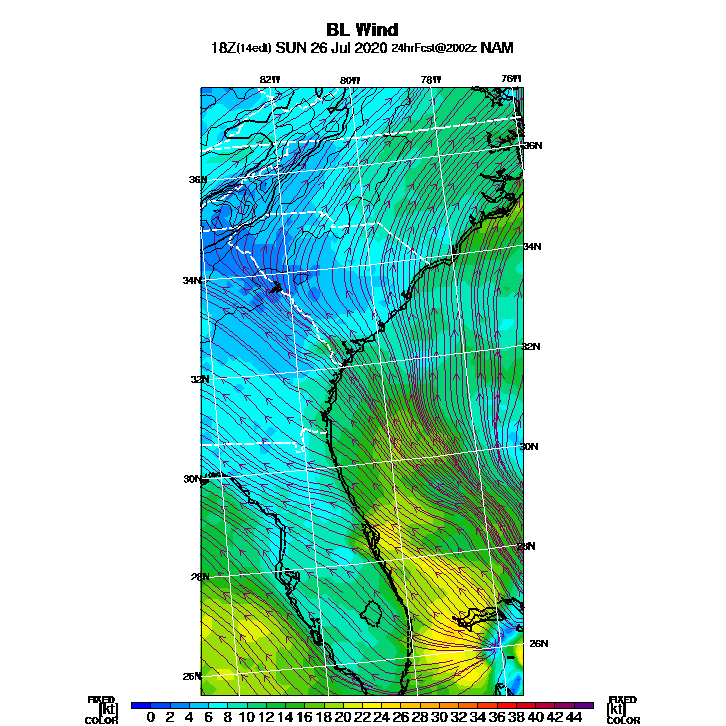 BL Wind
18Z(14edt) SUN 26 Jul 2020 24hrFcst@2002z NAM
82W 80W 78W 76W
36N
36N
34N
34N
32N
32N
30N
30N
28N
28N
26N
26N
FIXED FIXED
[kt] 0 2 4 6 8 10 12 14 16 18 20 22 24 26 28 30 32 34 36 38 40 42 44 [kt]
COLOR COLOR